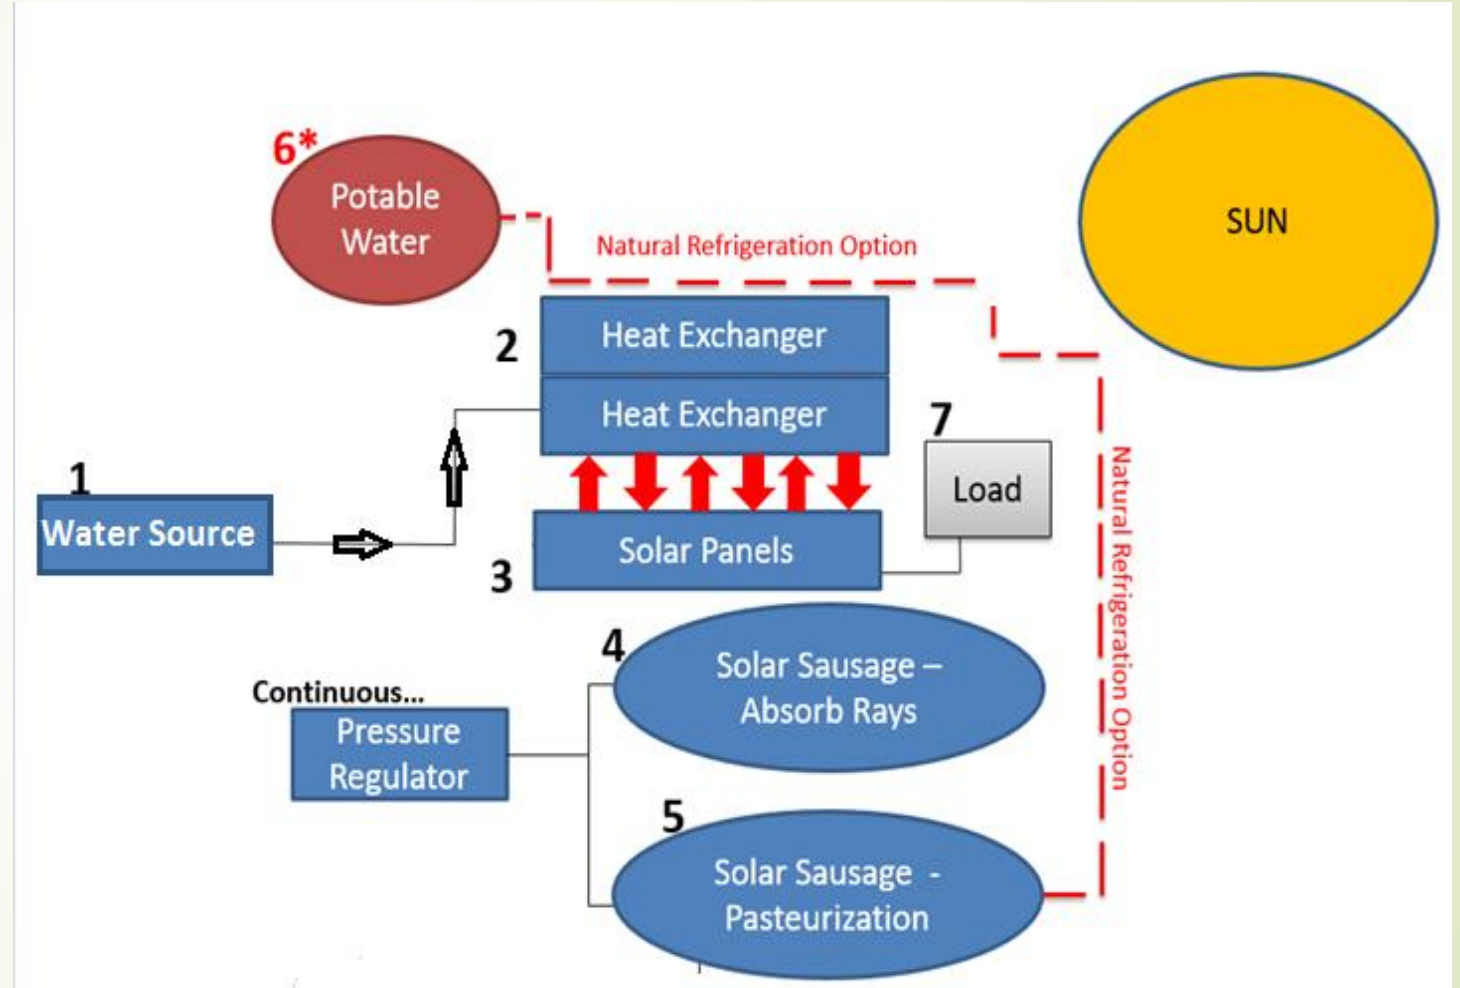 6*
Potable
Water
SUN
Natural Refrigeration Option
2
Heat Exchanger
Heat Exchanger
7
Load
1
Water Source
3
Solar Panels
Natural Refrigeration Option
4
Solar Sausage –
Absorb Rays
Continuous...
Pressure
Regulator
5
Solar Sausage -
Pasteurization